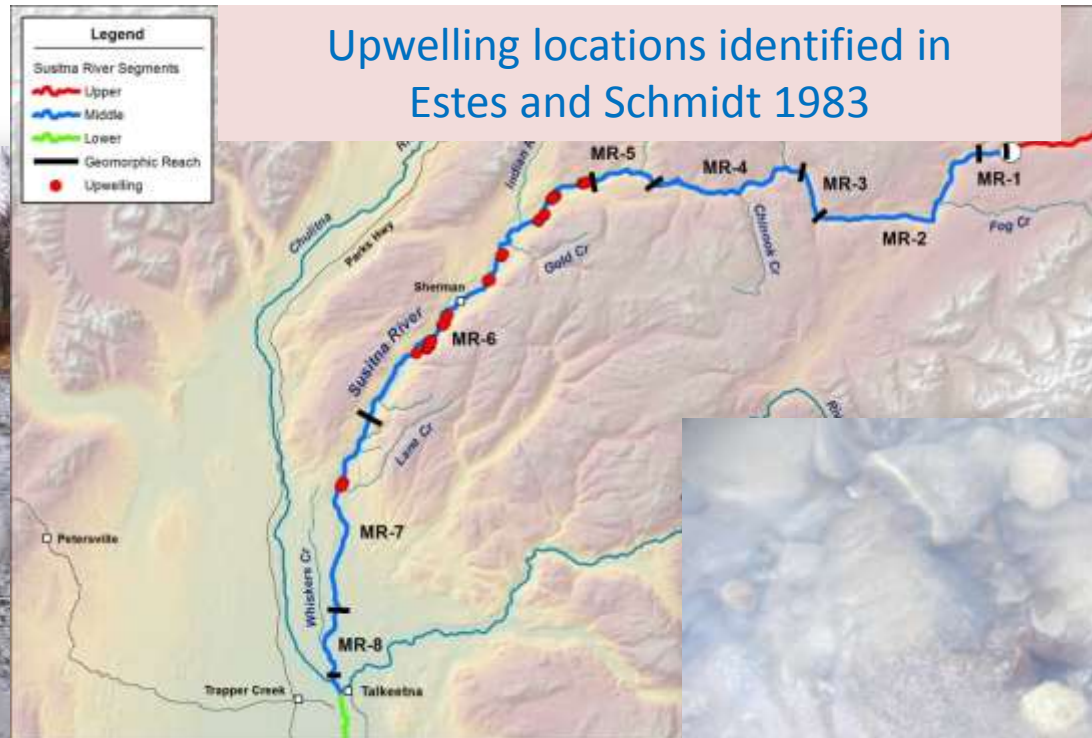 Upwelling locations identified in
Estes and Schmidt 1983
Legend
Susitna River Segments
Upper
Middle
Lower
Geomorphic Reach
Upwelling
MR-5
MR-4
MR-3
MR-1
MR-2
Fog Cr
Chinook Cr
Gold Cr
Chulitna
Parks Hwy
Sherman
Susitna River
MR-6
Lane Cr
MR-7
Petersville
Whiskers Cr
MR-8
Trapper Creek
Talkeetna